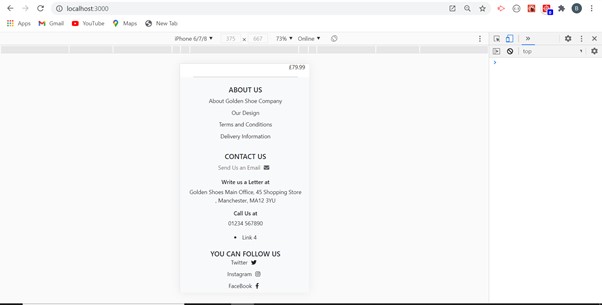 localhost:3000
Apps Gmail YouTube Maps New Tab
iPhone 6/7/8 ▼ 375 × 667 73% ▼ Online ▼
top
£79.99
ABOUT US
About Golden Shoe Company
Our Design
Terms and Conditions
Delivery Information
CONTACT US
Send Us an Email
Write us a Letter at
Golden Shoes Main Office, 45 Shopping Store
, Manchester, MA12 3YU
Call Us at
01234 567890
• Link 4
YOU CAN FOLLOW US
Twitter
Instagram
FaceBook